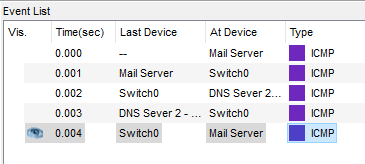 Event List
Vis. Time(sec) Last Device At Device Type
0.000 -- Mail Server ICMP
0.001 Mail Server Switch0 ICMP
0.002 Switch0 DNS Sever 2... ICMP
0.003 DNS Sever 2 - ... Switch0 ICMP
0.004 Switch0 Mail Server ICMP